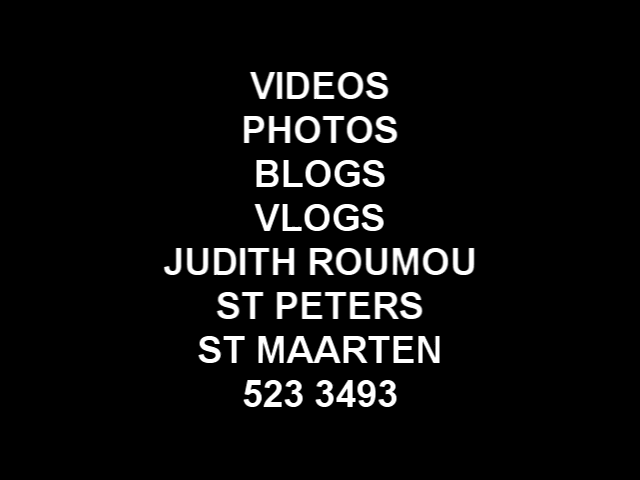 VIDEOS
PHOTOS
BLOGS
VLOGS
JUDITH ROUMOU
ST PETERS
ST MAARTEN
523 3493